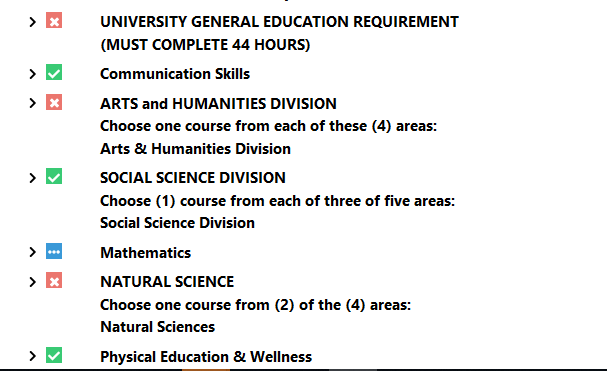 UNIVERSITY GENERAL EDUCATION REQUIREMENT
(MUST COMPLETE 44 HOURS)
Communication Skills
ARTS and HUMANITIES DIVISION
Choose one course from each of these (4) areas:
Arts & Humanities Division
SOCIAL SCIENCE DIVISION
Choose (1) course from each of three of five areas:
Social Science Division
Mathematics
NATURAL SCIENCE
Choose one course from (2) of the (4) areas:
Natural Sciences
Physical Education & Wellness